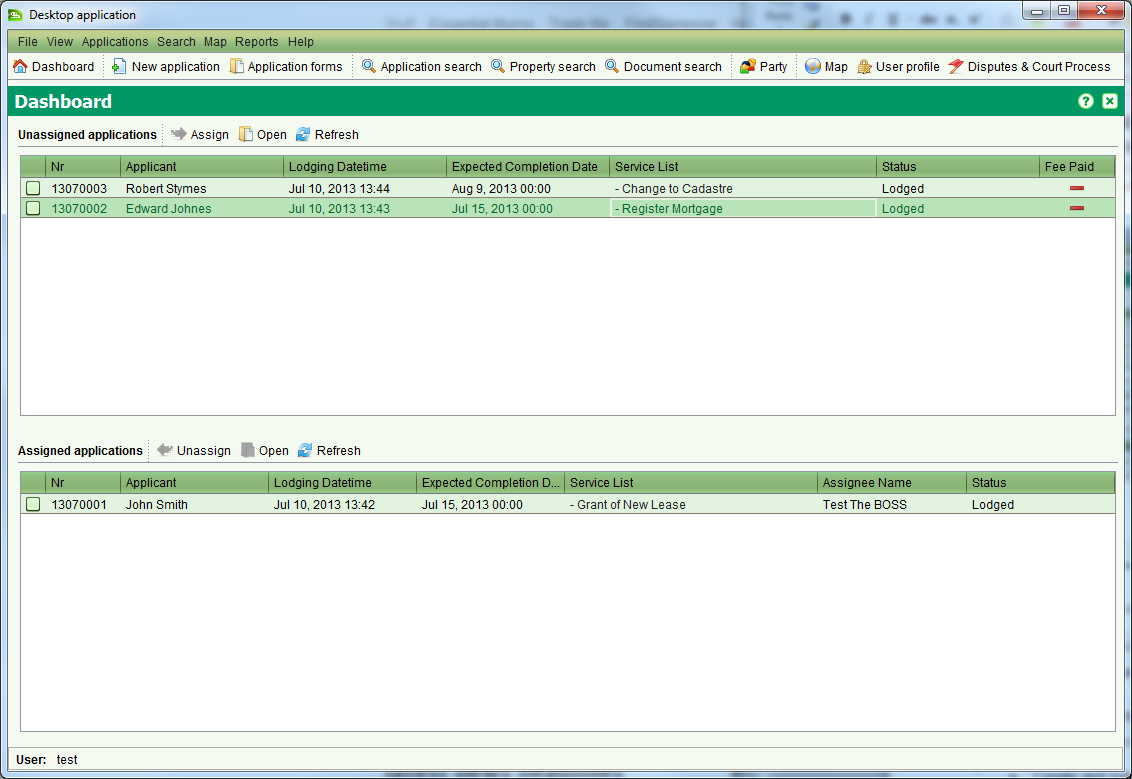 Desktop application
File View Applications Search Map Reports Help
Dashboard New application Application forms Application search Property search Document search Party Map User profile Disputes & Court Process
Dashboard
Unassigned applications Assign Open Refresh
Nr Applicant Lodging Datetime Expected Completion Date Service List Status Fee Paid
13070003 Robert Stymes Jul 10, 2013 13:44 Aug 9, 2013 00:00 - Change to Cadastre Lodged
13070002 Edward Johnes Jul 10, 2013 13:43 Jul 15, 2013 00:00 - Register Mortgage Lodged
Assigned applications Unassign Open Refresh
Nr Applicant Lodging Datetime Expected Completion D... Service List Assignee Name Status
13070001 John Smith Jul 10, 2013 13:42 Jul 15, 2013 00:00 - Grant of New Lease Test The BOSS Lodged
User: test